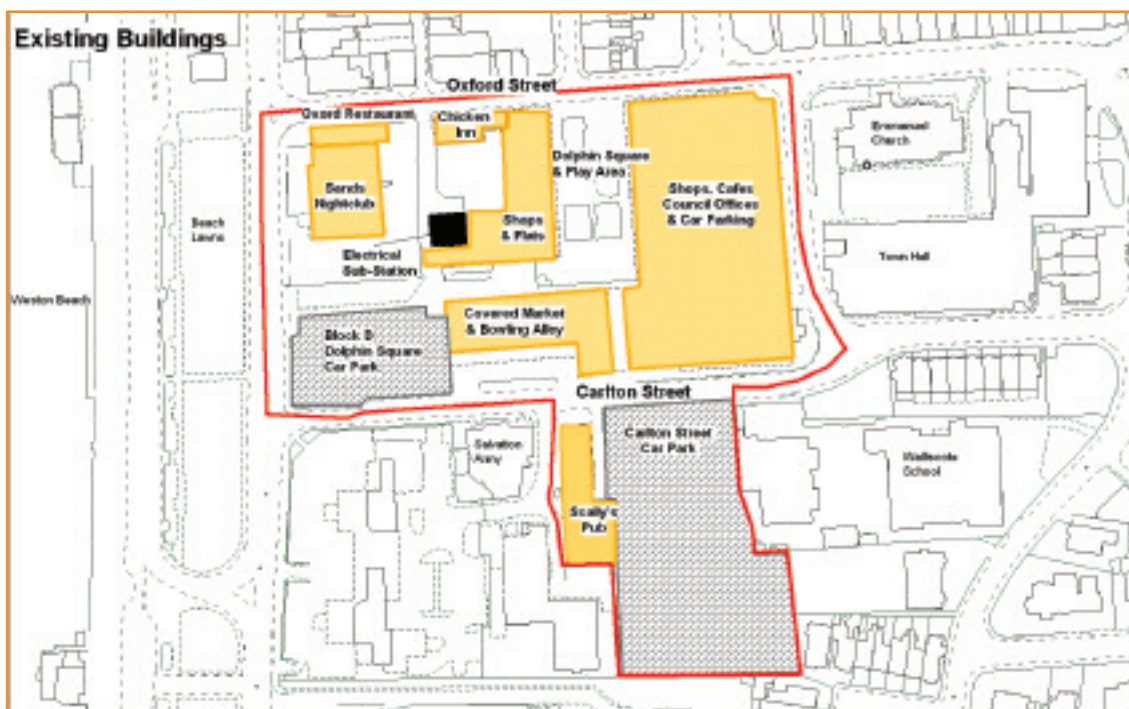 Existing Buildings
Oxford Street
Oxford Restaurant
Chicken
Inn
Dolphin Square
& Play Area
Emmanuel
Church
Sands
Nightclub
Shops, Cafes
Council Offices
& Car Parking
Beach
Lawns
Shops
& Flats
Electrical
Sub-Station
Town Hall
Weston Beach
Covered Market
& Bowling Alley
Block D
Dolphin Square
Car Park
Carlton Street
Carlton Street
Car Park
Salvation
Army
Walliscote
School
Scally's
Pub